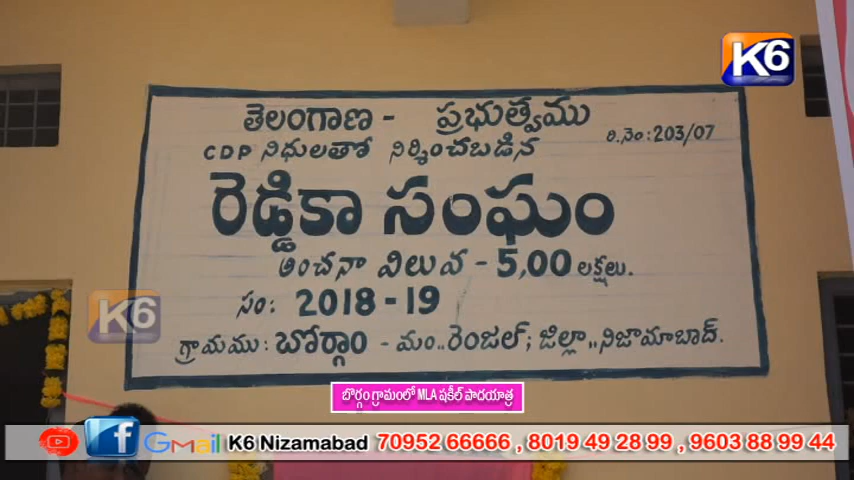 K6
తెలంగాణ - ప్రభుత్వము
CDP నిధులతో నిర్మించబడిన రి.నెం: 203/07
రెడ్డికా సంఘం
అంచనా విలువ - 5,00 లక్షలు.
సం: 2018-19
K6
గ్రామము: బోర్గాం - మం.. రెంజల్; జిల్లా.. నిజామాబాద్.
బోర్గం గ్రామంలో MLA షకీల్ పాదయాత్ర
f Gmail K6 Nizamabad 70952 66666 , 8019 49 28 99 , 9603 88 99 44